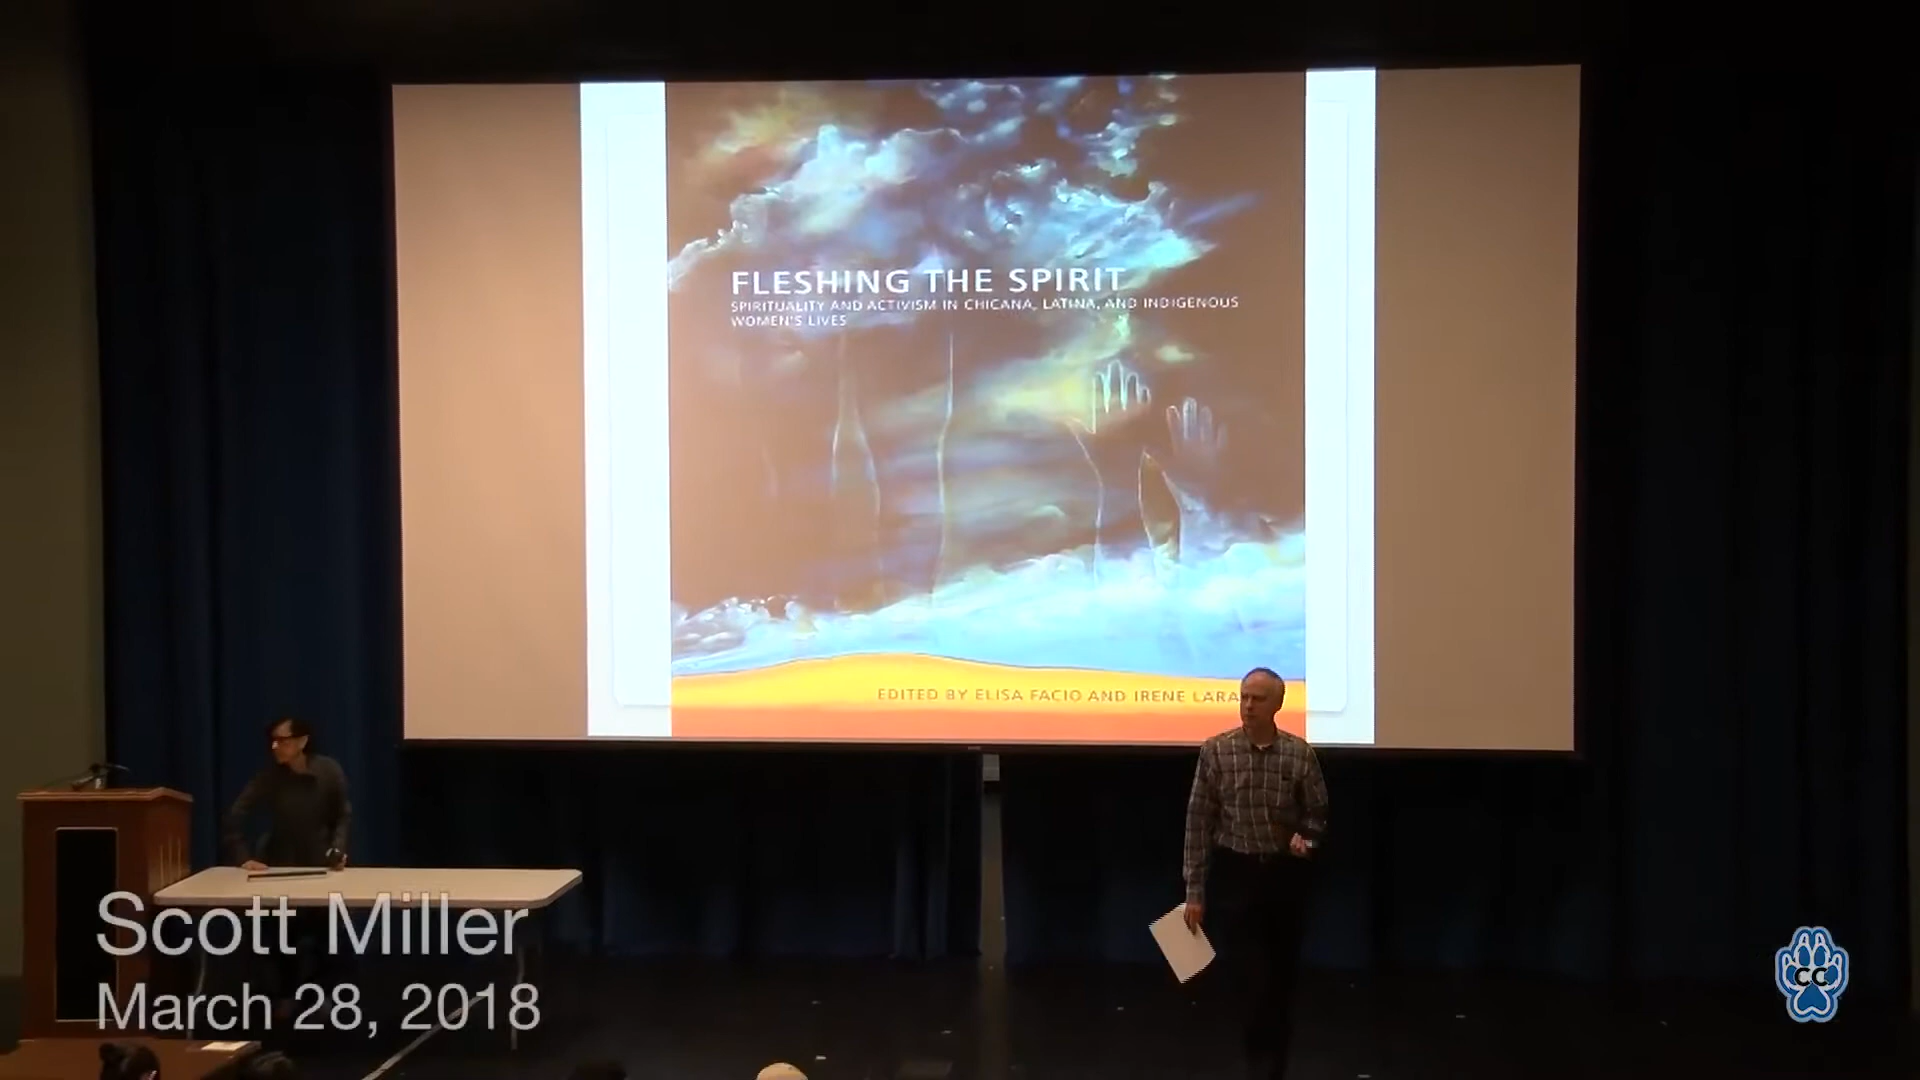 FLESHING THE SPIRIT
SPIRITUALITY AND ACTIVISM IN CHICANA, LATINA, AND INDIGENOUS
WOMEN'S LIVES
EDITED BY ELISA FACIO AND IRENE LARA
Scott Miller
March 28, 2018
CC